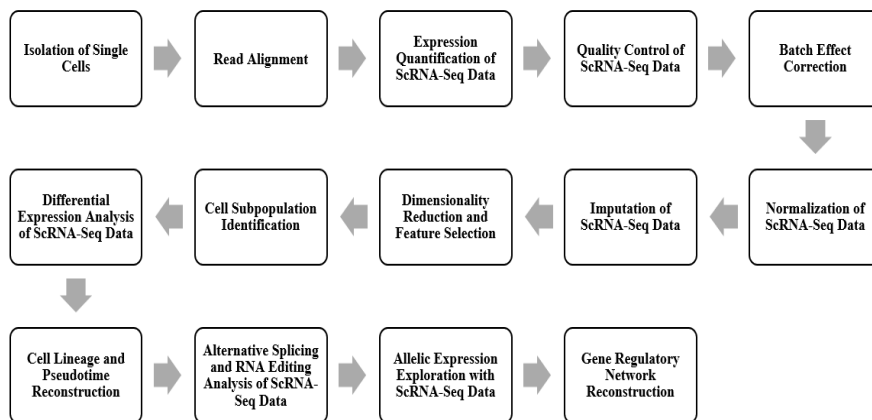 Isolation of Single
Cells
Read Alignment
Expression
Quantification of
ScRNA-Seq Data
Quality Control of
ScRNA-Seq Data
Batch Effect
Correction
Normalization of
ScRNA-Seq Data
Imputation of
ScRNA-Seq Data
Dimensionality
Reduction and
Feature Selection
Cell Subpopulation
Identification
Differential
Expression Analysis
of ScRNA-Seq Data
Cell Lineage and
Pseudotime
Reconstruction
Alternative Splicing
and RNA Editing
Analysis of ScRNA-
Seq Data
Allelic Expression
Exploration with
ScRNA-Seq Data
Gene Regulatory
Network
Reconstruction